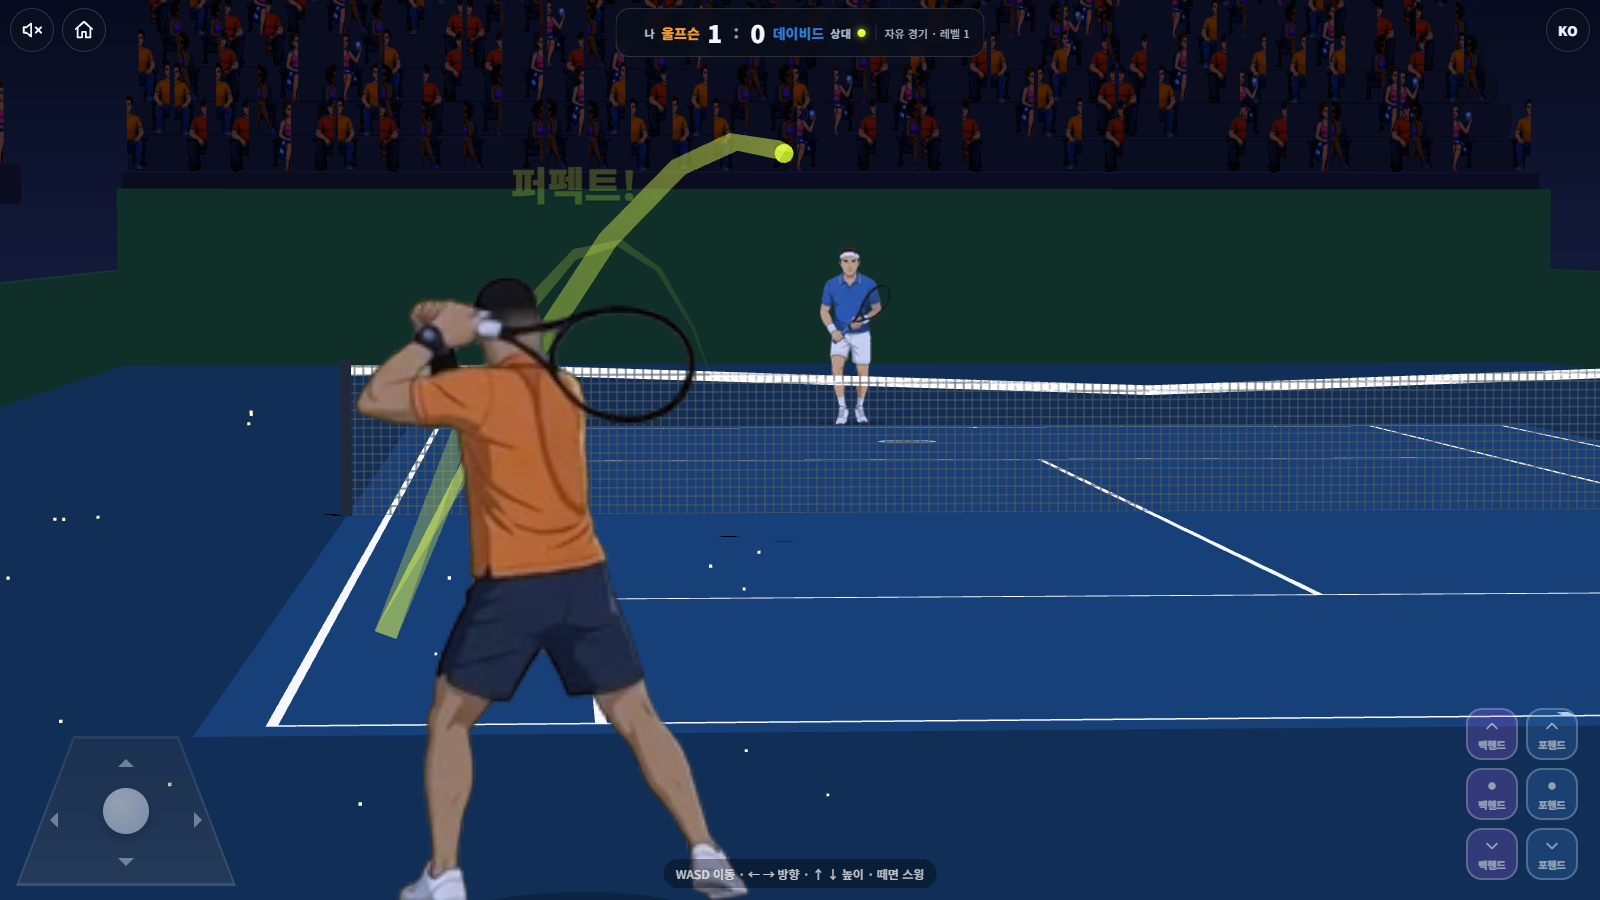 나 울프슨 1 : 0 데이비드 상대 자유 경기 · 레벨 1
KO
퍼펙트!
백핸드 포핸드
백핸드 포핸드
백핸드 포핸드
WASD 이동 · ←→ 방향 · ↑↓ 높이 · 떼면 스윙